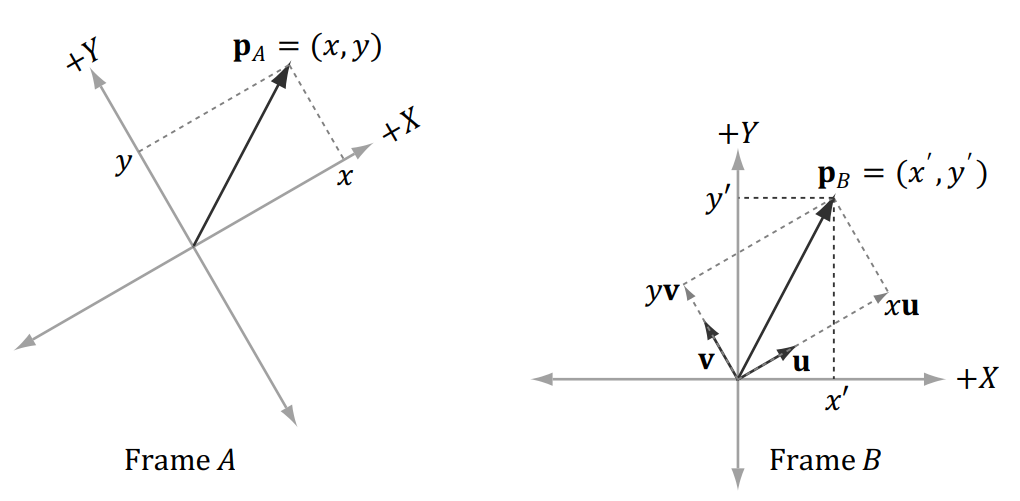 +Y
𝐩_A = (x, y)
+X
y
x
Frame A
+Y
𝐩_B = (x′, y′)
y′
y𝐯
x𝐮
𝐯
𝐮
+X
x′
Frame B